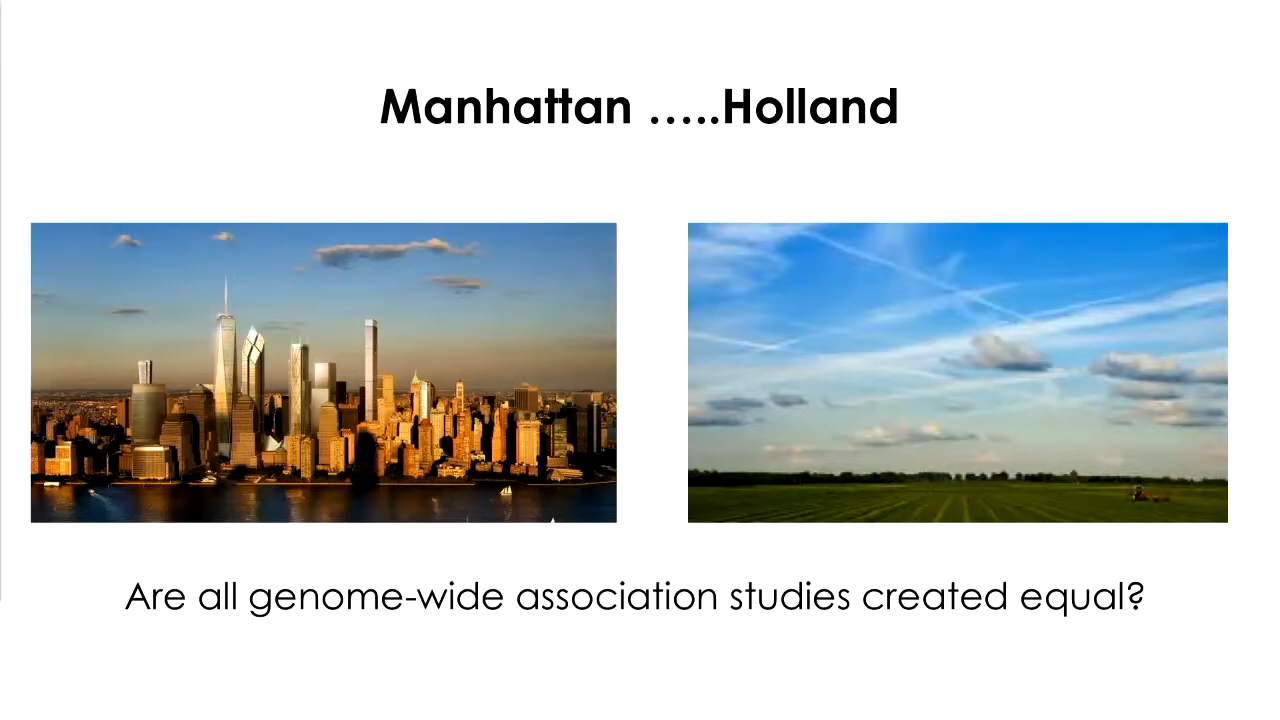 Manhattan …..Holland
Are all genome-wide association studies created equal?